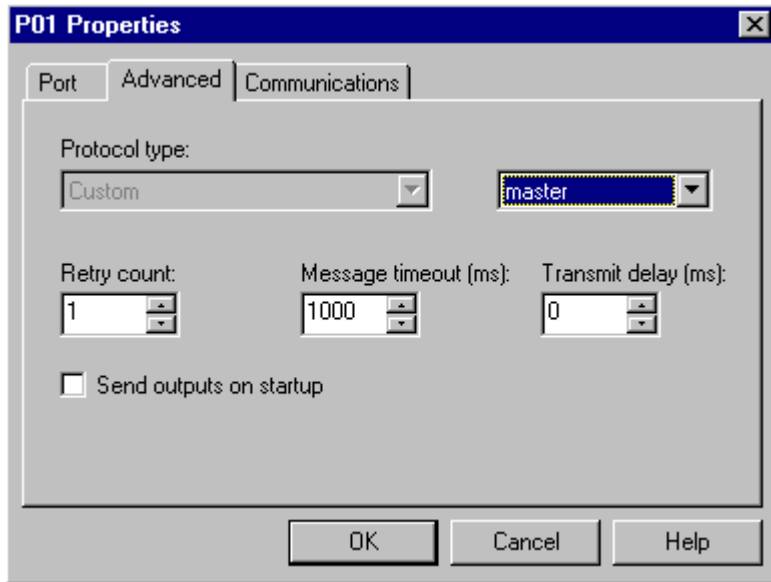 P01 Properties
Port Advanced Communications
Protocol type:
Custom master
Retry count: Message timeout (ms): Transmit delay (ms):
1 1000 0
Send outputs on startup
OK Cancel Help